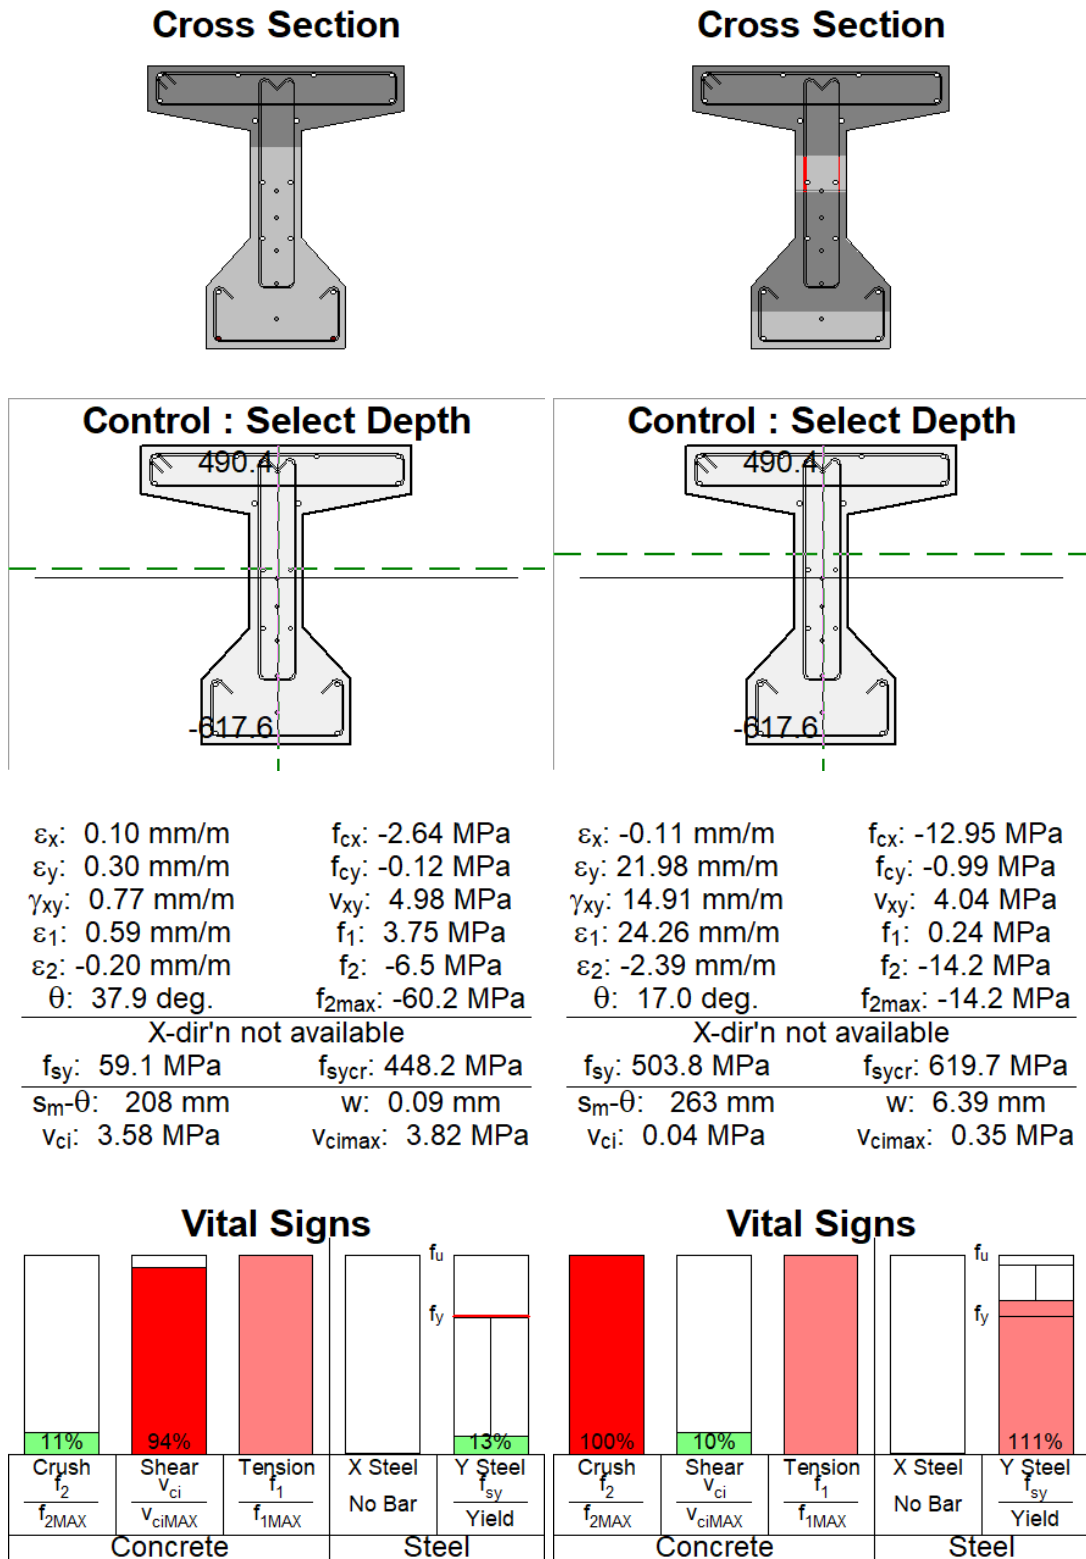 Cross Section
Cross Section
Control : Select Depth
490.4
-617.6
Control : Select Depth
490.4
-617.6
εx: 0.10 mm/m fcx: -2.64 MPa
εy: 0.30 mm/m fcy: -0.12 MPa
γxy: 0.77 mm/m vxy: 4.98 MPa
ε1: 0.59 mm/m f1: 3.75 MPa
ε2: -0.20 mm/m f2: -6.5 MPa
θ: 37.9 deg. f2max: -60.2 MPa
X-dir'n not available
fsy: 59.1 MPa fsycr: 448.2 MPa
sm-θ: 208 mm w: 0.09 mm
vci: 3.58 MPa vcimax: 3.82 MPa
εx: -0.11 mm/m fcx: -12.95 MPa
εy: 21.98 mm/m fcy: -0.99 MPa
γxy: 14.91 mm/m vxy: 4.04 MPa
ε1: 24.26 mm/m f1: 0.24 MPa
ε2: -2.39 mm/m f2: -14.2 MPa
θ: 17.0 deg. f2max: -14.2 MPa
X-dir'n not available
fsy: 503.8 MPa fsycr: 619.7 MPa
sm-θ: 263 mm w: 6.39 mm
vci: 0.04 MPa vcimax: 0.35 MPa
Vital Signs
fy
11% 94% 13%
Crush Shear Tension X Steel Y Steel
f2 vci f1 No Bar fsy
f2MAX vciMAX f1MAX Yield
Concrete Steel
Vital Signs
fu
fy
100% 10% 111%
Crush Shear Tension X Steel Y Steel
f2 vci f1 No Bar fsy
f2MAX vciMAX f1MAX Yield
Concrete Steel
fu